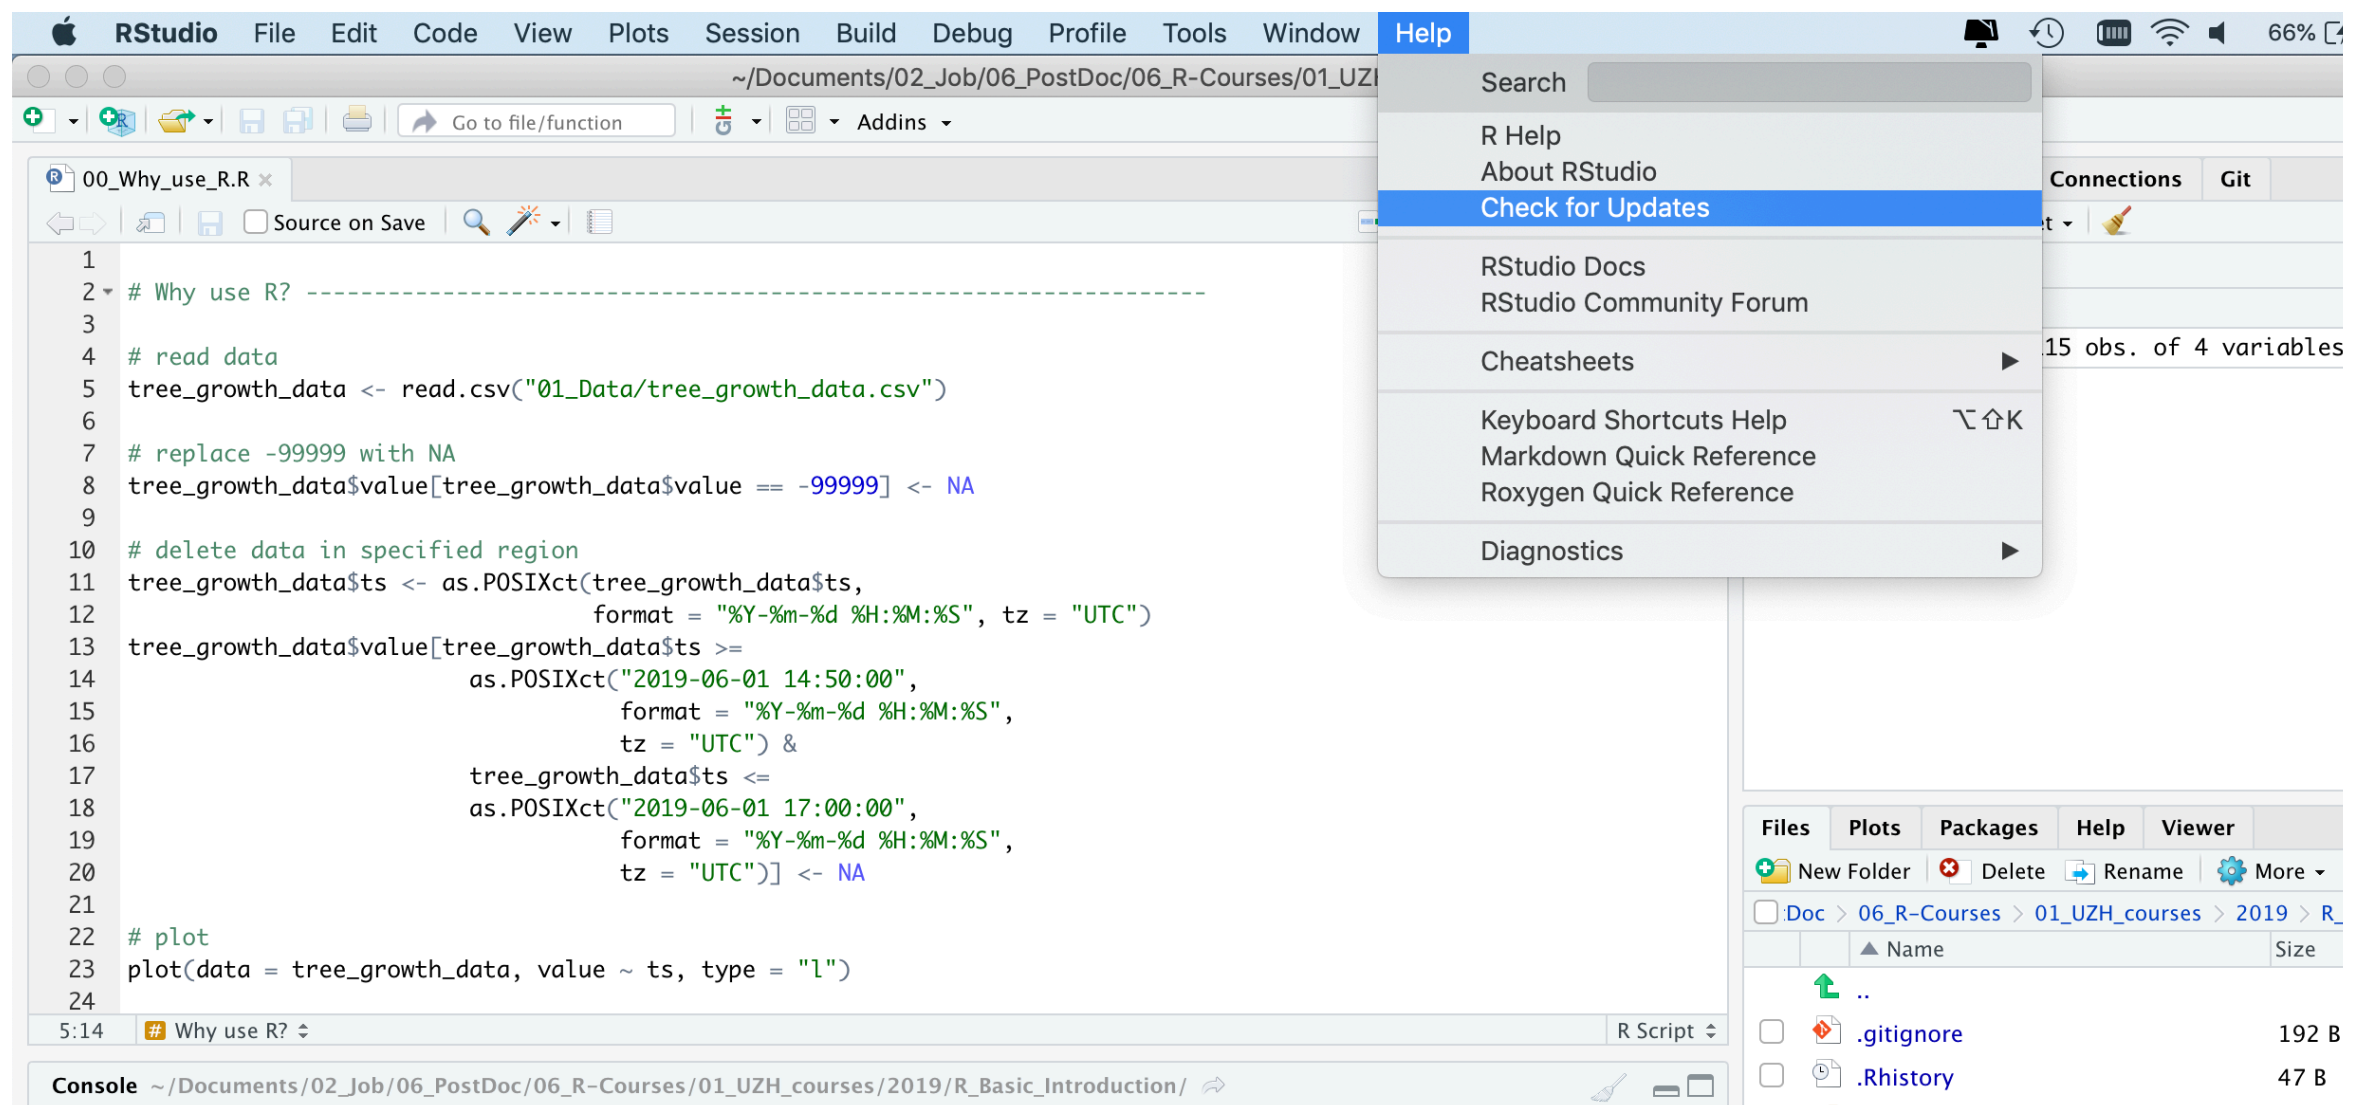 RStudio File Edit Code View Plots Session Build Debug Profile Tools Window Help 66%
~/Documents/02_Job/06_PostDoc/06_R-Courses/01_UZH
Search
R Help
About RStudio
Check for Updates
RStudio Docs
RStudio Community Forum
Cheatsheets
Keyboard Shortcuts Help ⌥⇧K
Markdown Quick Reference
Roxygen Quick Reference
Diagnostics
Go to file/function Addins
00_Why_use_R.R
Source on Save
1
2 # Why use R? ------------------------------------------------------------------
3
4 # read data
5 tree_growth_data <- read.csv("01_Data/tree_growth_data.csv")
6
7 # replace -99999 with NA
8 tree_growth_data$value[tree_growth_data$value == -99999] <- NA
9
10 # delete data in specified region
11 tree_growth_data$ts <- as.POSIXct(tree_growth_data$ts,
12 format = "%Y-%m-%d %H:%M:%S", tz = "UTC")
13 tree_growth_data$value[tree_growth_data$ts >=
14 as.POSIXct("2019-06-01 14:50:00",
15 format = "%Y-%m-%d %H:%M:%S",
16 tz = "UTC") &
17 tree_growth_data$ts <=
18 as.POSIXct("2019-06-01 17:00:00",
19 format = "%Y-%m-%d %H:%M:%S",
20 tz = "UTC")] <- NA
21
22 # plot
23 plot(data = tree_growth_data, value ~ ts, type = "l")
24
5:14 # Why use R? R Script
Console ~/Documents/02_Job/06_PostDoc/06_R-Courses/01_UZH_courses/2019/R_Basic_Introduction/
Connections Git
15 obs. of 4 variables
Files Plots Packages Help Viewer
New Folder Delete Rename More
:Doc > 06_R-Courses > 01_UZH_courses > 2019 > R_
Name Size
..
.gitignore 192 B
.Rhistory 47 B